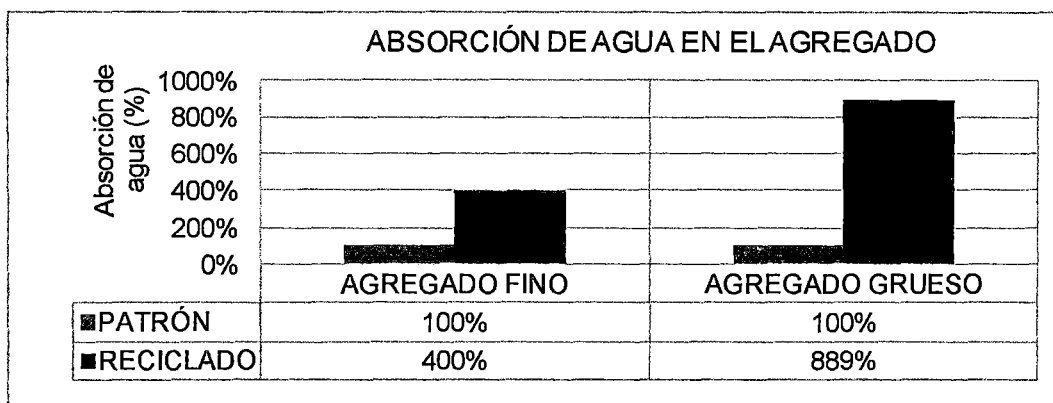 ABSORCIÓN DE AGUA EN EL AGREGADO
Absorción de
agua (%)
1000%
800%
600%
400%
200%
0%
AGREGADO FINO AGREGADO GRUESO
PATRÓN 100% 100%
RECICLADO 400% 889%